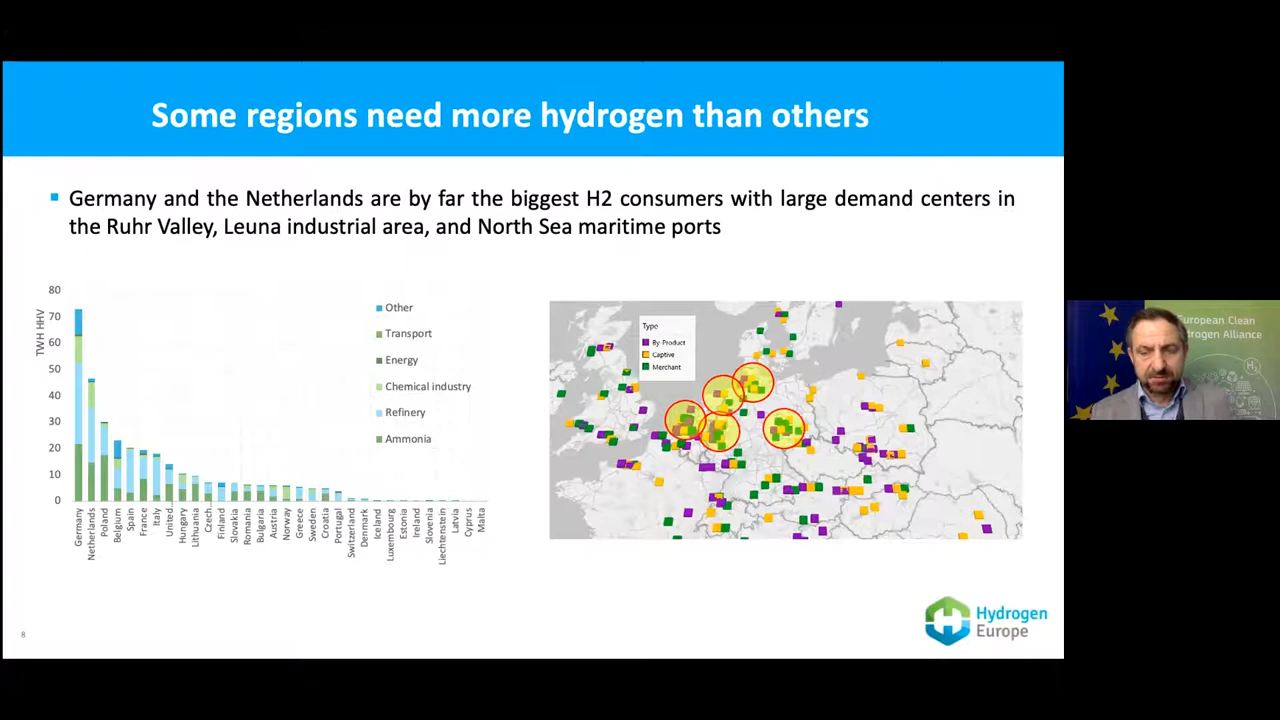 Some regions need more hydrogen than others
▪ Germany and the Netherlands are by far the biggest H2 consumers with large demand centers in
the Ruhr Valley, Leuna industrial area, and North Sea maritime ports
TWH HHV
80
70
60
50
40
30
20
10
0
Other
Transport
Energy
Chemical industry
Refinery
Ammonia
Germany
Netherlands
Poland
Belgium
Spain
France
Italy
United..
Hungary
Lithuania
Czech..
Finland
Slovakia
Romania
Bulgaria
Austria
Norway
Greece
Sweden
Croatia
Portugal
Switzerland
Denmark
Iceland
Luxembourg
Estonia
Ireland
Slovenia
Liechtenstein
Latvia
Cyprus
Malta
Type
By-Product
Captive
Merchant
European Clean
Hydrogen Alliance
8
Hydrogen
Europe